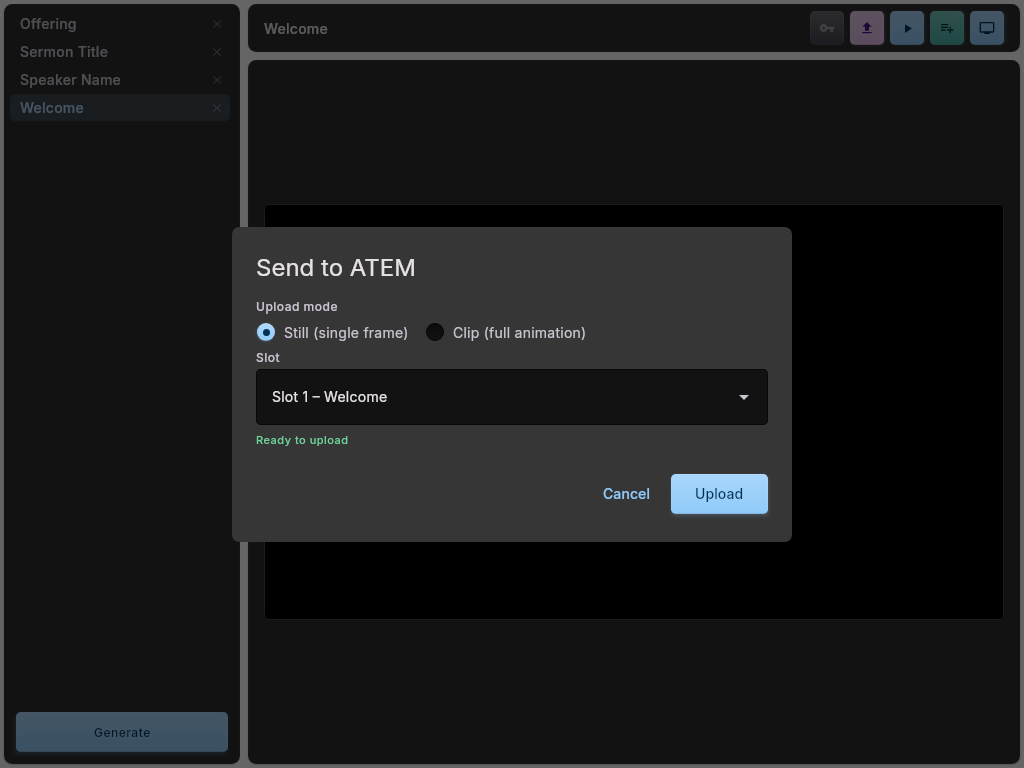 Offering
Sermon Title
Speaker Name
Welcome
Generate
Welcome
Send to ATEM
Upload mode
Still (single frame) Clip (full animation)
Slot
Slot 1 – Welcome
Ready to upload
Cancel Upload